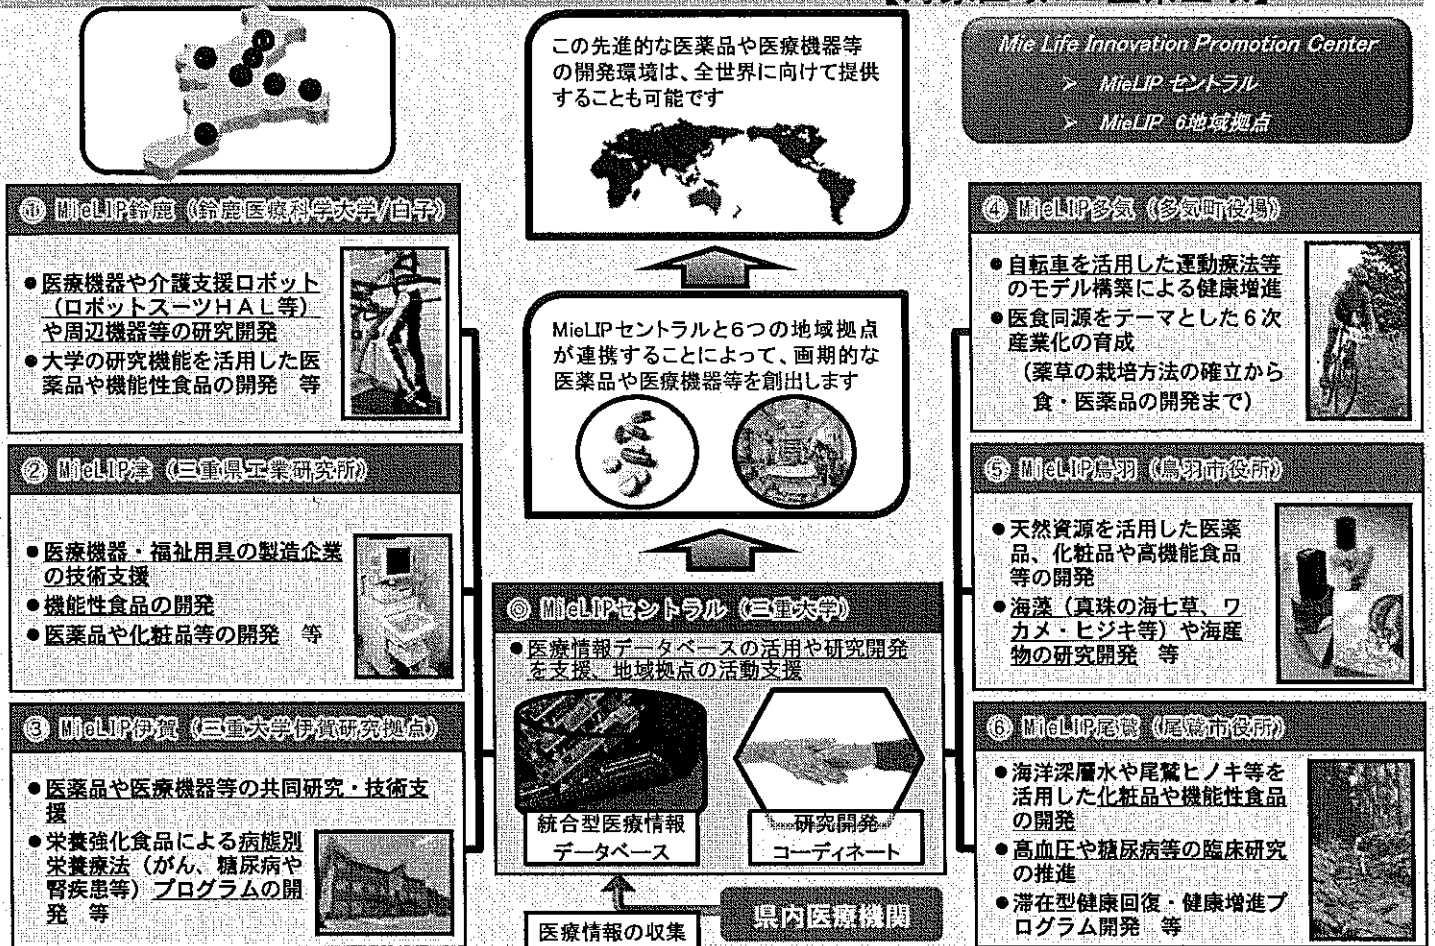 この先進的な医薬品や医療機器等
の開発環境は、全世界に向けて提供
することも可能です
Mie Life Innovation Promotion Center
➢ MieLIP セントラル
➢ MieLIP 6地域拠点
① MieLIP鈴鹿（鈴鹿医療科学大学/白子）
●医療機器や介護支援ロボット
（ロボットスーツＨＡＬ等）
や周辺機器等の研究開発
●大学の研究機能を活用した医
薬品や機能性食品の開発　等
② MieLIP津（三重県工業研究所）
●医療機器・福祉用具の製造企業
の技術支援
●機能性食品の開発
●医薬品や化粧品等の開発　等
③ MieLIP伊賀（三重大学伊賀研究拠点）
●医薬品や医療機器等の共同研究・技術支
援
●栄養強化食品による病態別
栄養療法（がん、糖尿病や
腎疾患等）プログラムの開
発　等
MieLIPセントラルと6つの地域拠点
が連携することによって、画期的な
医薬品や医療機器等を創出します
◎ MieLIPセントラル（三重大学）
●医療情報データベースの活用や研究開発
を支援、地域拠点の活動支援
統合型医療情報
データベース
研究開発
コーディネート
医療情報の収集
県内医療機関
④ MieLIP多気（多気町役場）
●自転車を活用した運動療法等
のモデル構築による健康増進
●医食同源をテーマとした６次
産業化の育成
（薬草の栽培方法の確立から
食・医薬品の開発まで）
⑤ MieLIP鳥羽（鳥羽市役所）
●天然資源を活用した医薬
品、化粧品や高機能食品
等の開発
●海藻（真珠の海七草、ワ
カメ・ヒジキ等）や海産
物の研究開発　等
⑥ MieLIP尾鷲（尾鷲市役所）
●海洋深層水や尾鷲ヒノキ等を
活用した化粧品や機能性食品
の開発
●高血圧や糖尿病等の臨床研究
の推進
●滞在型健康回復・健康増進プ
ログラム開発　等